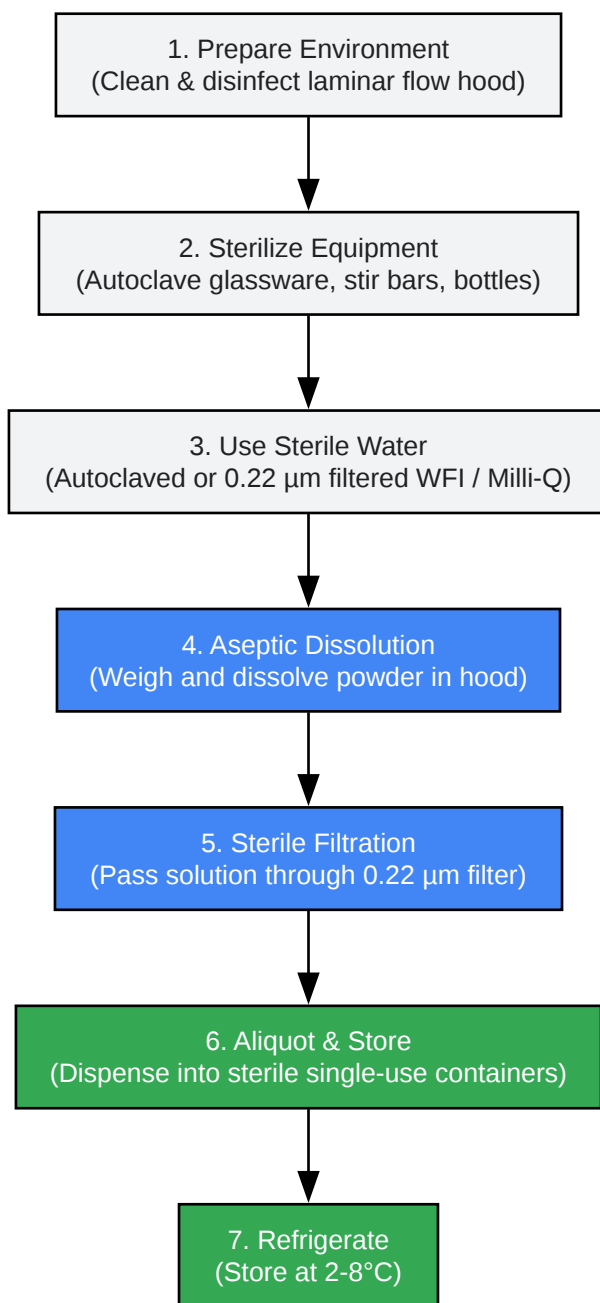 1. Prepare Environment
(Clean & disinfect laminar flow hood)
2. Sterilize Equipment
(Autoclave glassware, stir bars, bottles)
3. Use Sterile Water
(Autoclaved or 0.22 µm filtered WFI / Milli-Q)
4. Aseptic Dissolution
(Weigh and dissolve powder in hood)
5. Sterile Filtration
(Pass solution through 0.22 µm filter)
6. Aliquot & Store
(Dispense into sterile single-use containers)
7. Refrigerate
(Store at 2-8°C)